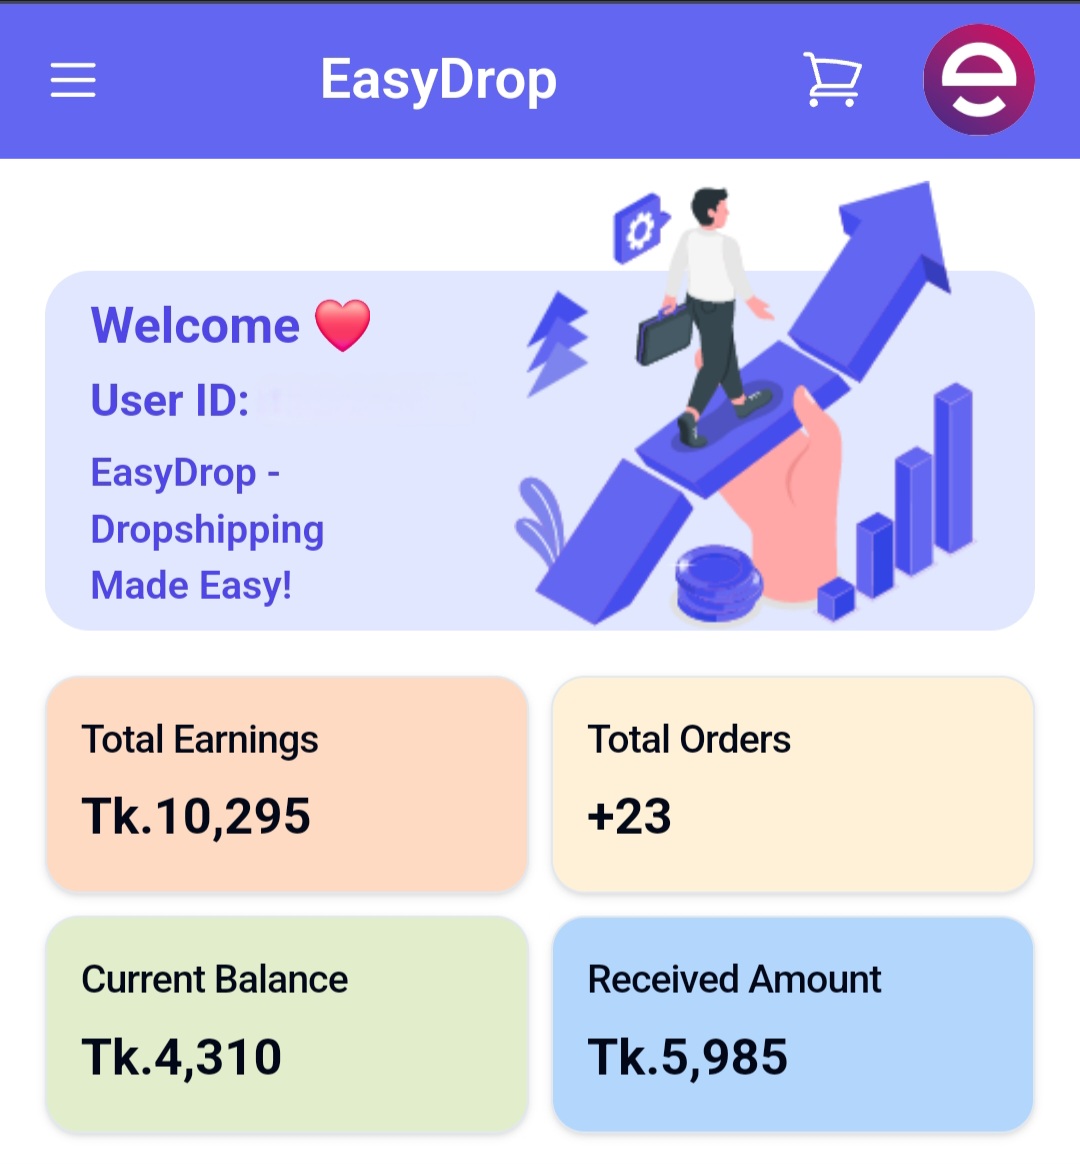 EasyDrop
Welcome ❤️
User ID:
EasyDrop -
Dropshipping
Made Easy!
Total Earnings
Tk.10,295
Total Orders
+23
Current Balance
Tk.4,310
Received Amount
Tk.5,985